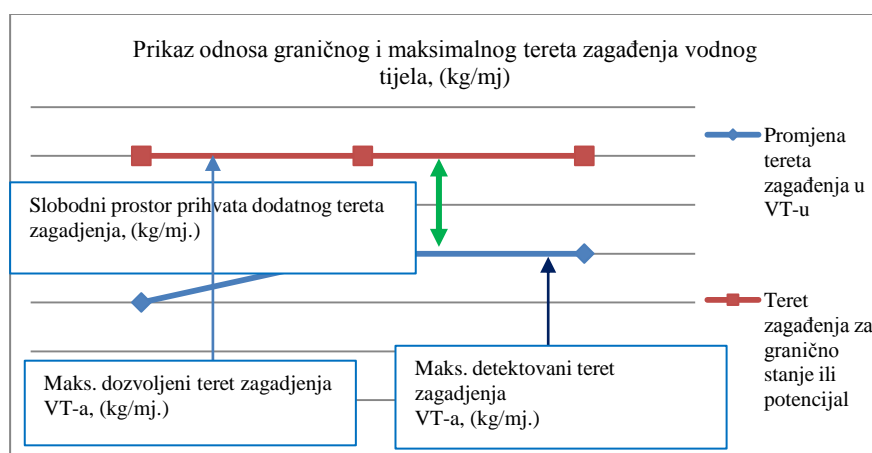 Prikaz odnosa graničnog i maksimalnog tereta zagađenja vodnog
tijela, (kg/mj)
Promjena
tereta
zagađenja u
VT-u
Slobodni prostor prihvata dodatnog tereta
zagadjenja, (kg/mj.)
Teret
zagađenja za
granično
stanje ili
potencijal
Maks. dozvoljeni teret zagadjenja
VT-a, (kg/mj.)
Maks. detektovani teret
zagadjenja
VT-a, (kg/mj.)